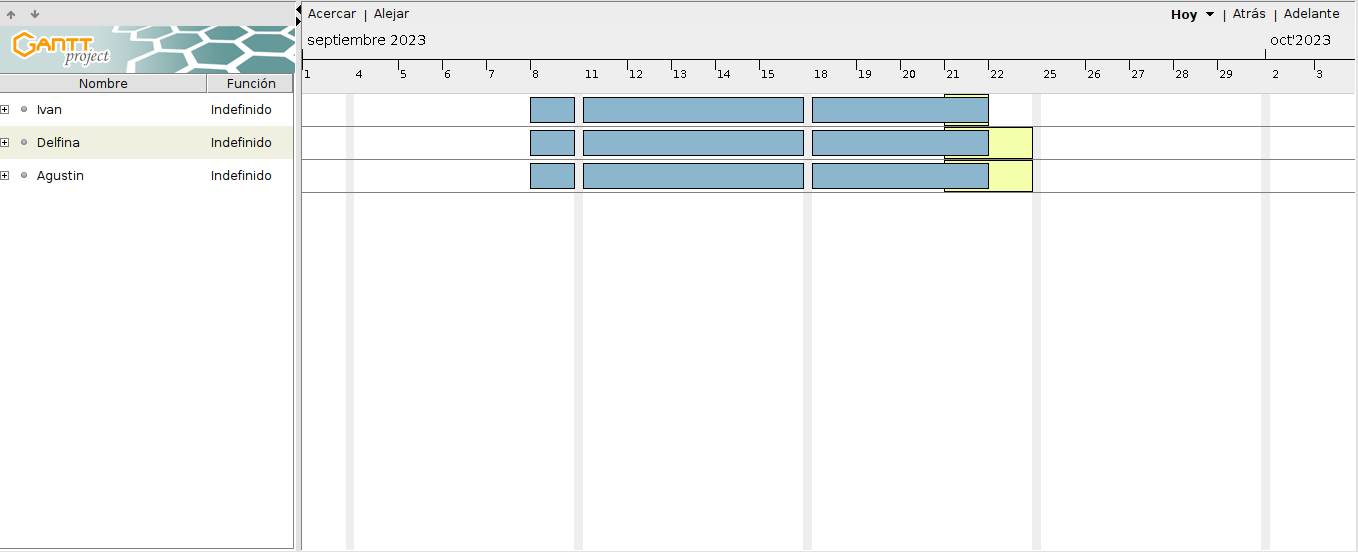 Acercar | Alejar
Hoy | Atrás | Adelante
GANTT project
septiembre 2023
oct'2023
1 4 5 6 7 8 11 12 13 14 15 18 19 20 21 22 25 26 27 28 29 2 3
Nombre Función
Ivan Indefinido
Delfina Indefinido
Agustin Indefinido